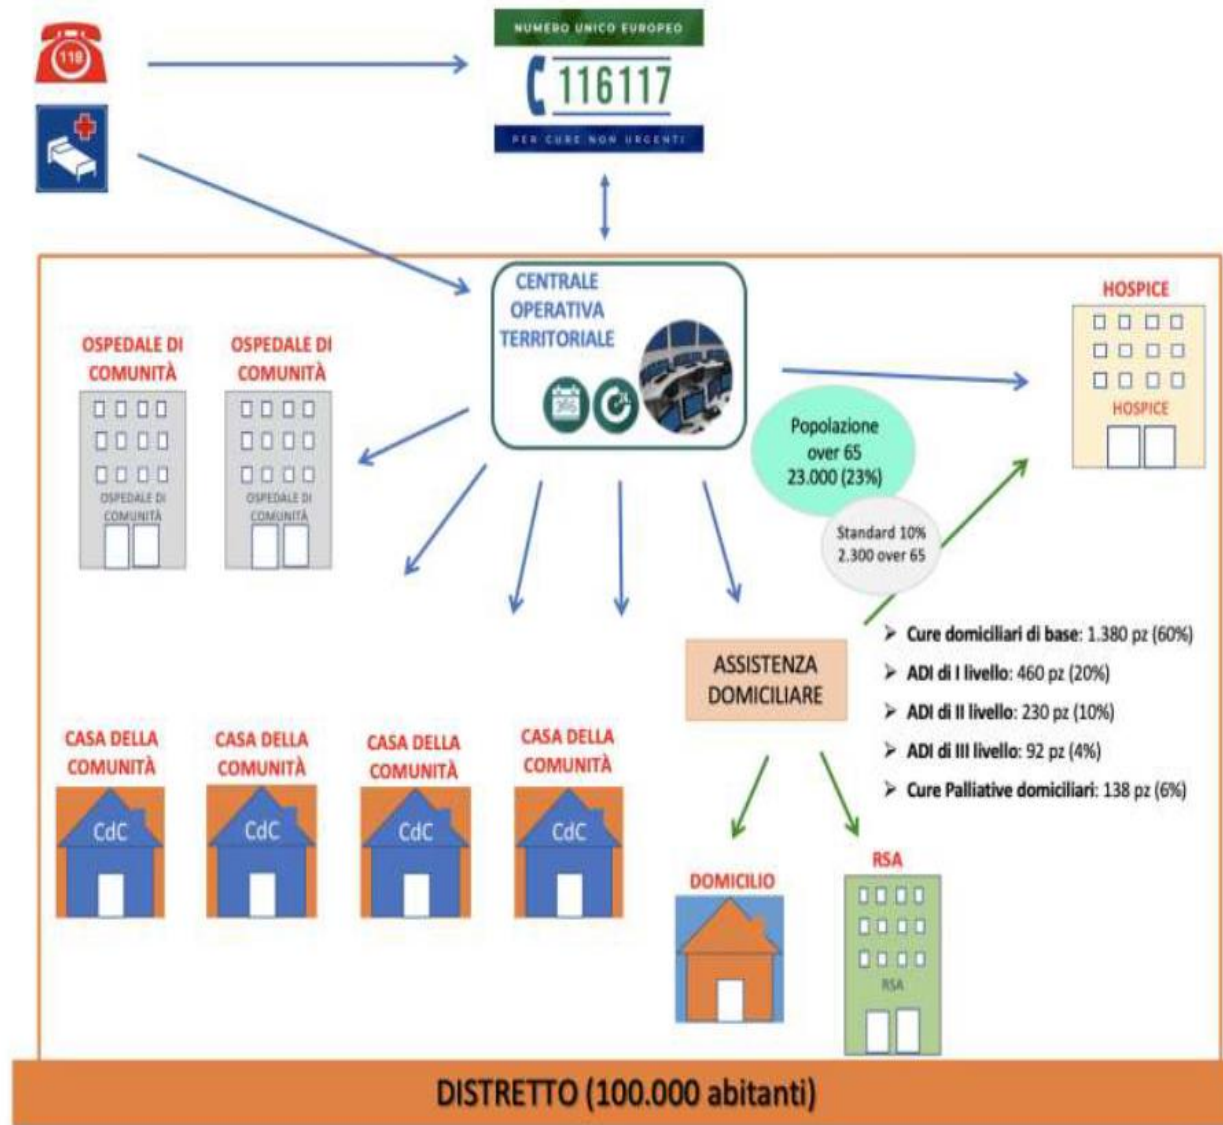 118
NUMERO UNICO EUROPEO
116117
PER CURE NON URGENTI
CENTRALE
OPERATIVA
TERRITORIALE
365
HOSPICE
HOSPICE
OSPEDALE DI
COMUNITÀ
OSPEDALE DI
COMUNITÀ
OSPEDALE DI
COMUNITÀ
OSPEDALE DI
COMUNITÀ
Popolazione
over 65
23.000 (23%)
Standard 10%
2.300 over 65
ASSISTENZA
DOMICILIARE
➢ Cure domiciliari di base: 1.380 pz (60%)
➢ ADI di I livello: 460 pz (20%)
➢ ADI di II livello: 230 pz (10%)
➢ ADI di III livello: 92 pz (4%)
➢ Cure Palliative domiciliari: 138 pz (6%)
CASA DELLA
COMUNITÀ
CdC
CASA DELLA
COMUNITÀ
CdC
CASA DELLA
COMUNITÀ
CdC
CASA DELLA
COMUNITÀ
CdC
DOMICILIO
RSA
RSA
DISTRETTO (100.000 abitanti)